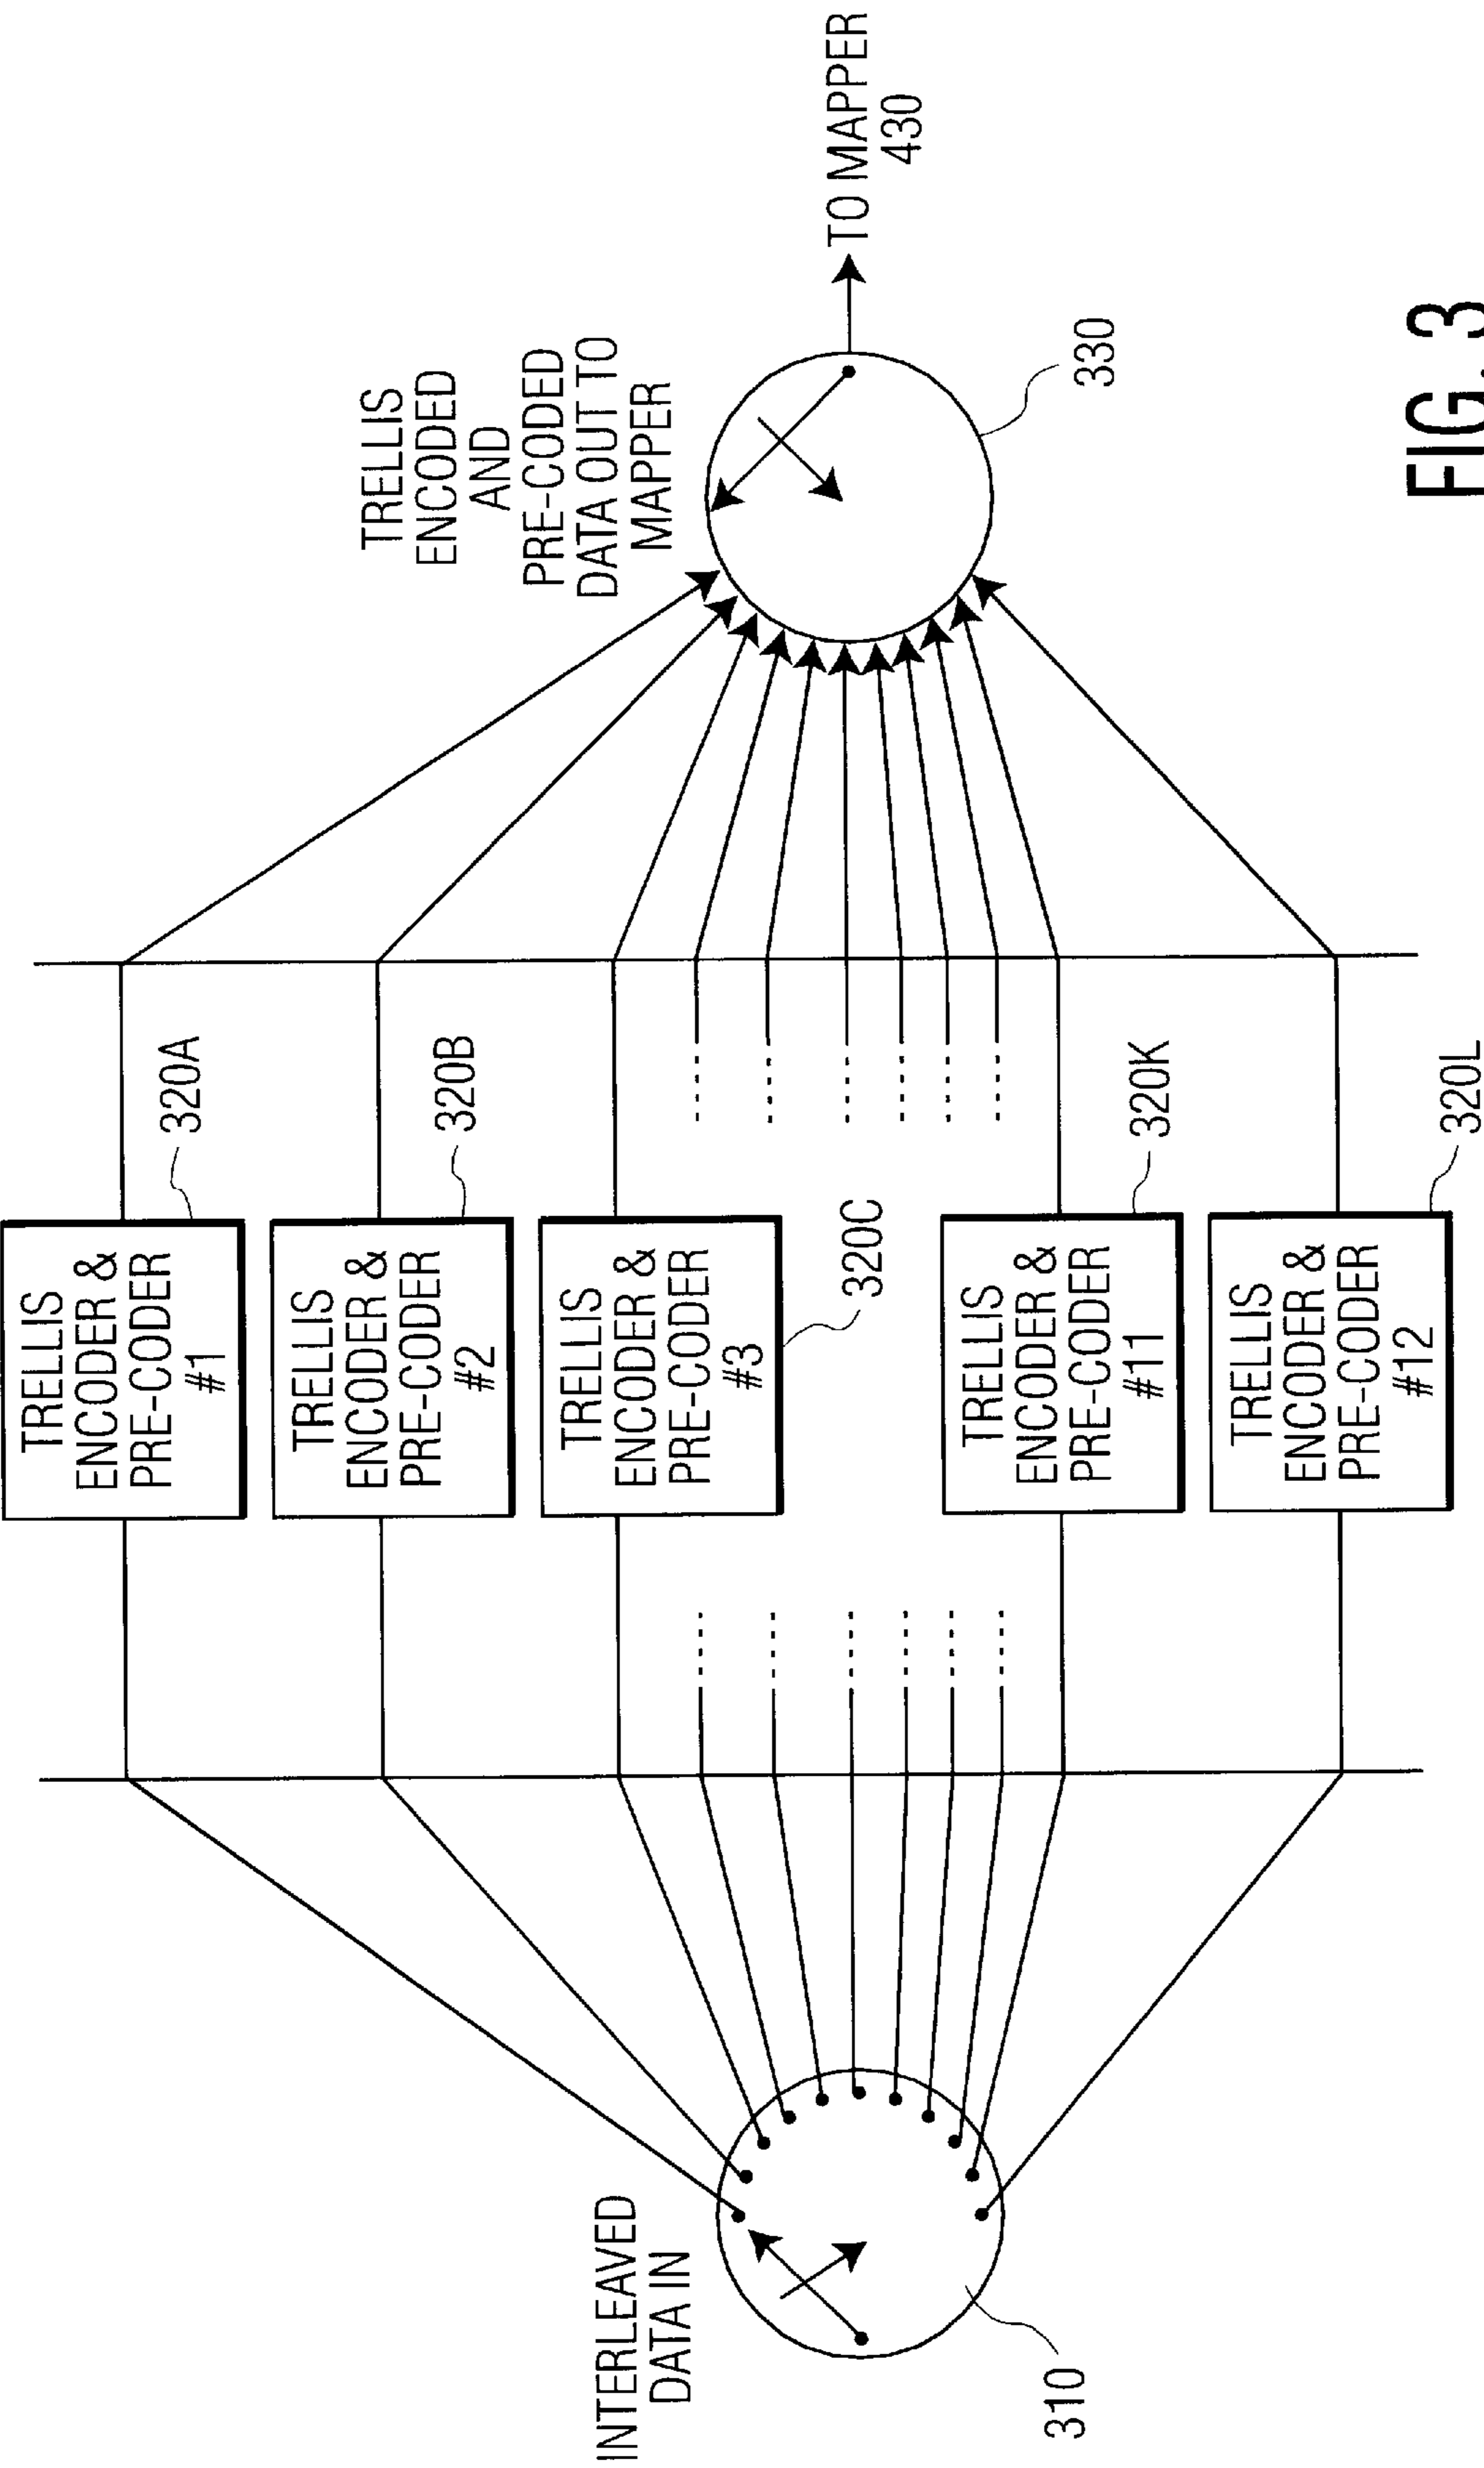 INTERLEAVED
DATA IN
310
TRELLIS
ENCODER &
PRE-CODER
#1
320A
TRELLIS
ENCODER &
PRE-CODER
#2
320B
TRELLIS
ENCODER &
PRE-CODER
#3
320C
TRELLIS
ENCODER &
PRE-CODER
#11
320K
TRELLIS
ENCODER &
PRE-CODER
#12
320L
TRELLIS
ENCODED
AND
PRE-CODED
DATA OUT TO
MAPPER
330
TO MAPPER
430
FIG. 3